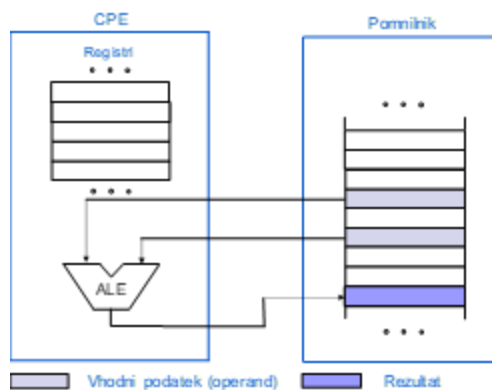 CPE
Pomnilnik
Registri
ALE
Vhodni podatek (operand)
Rezultat